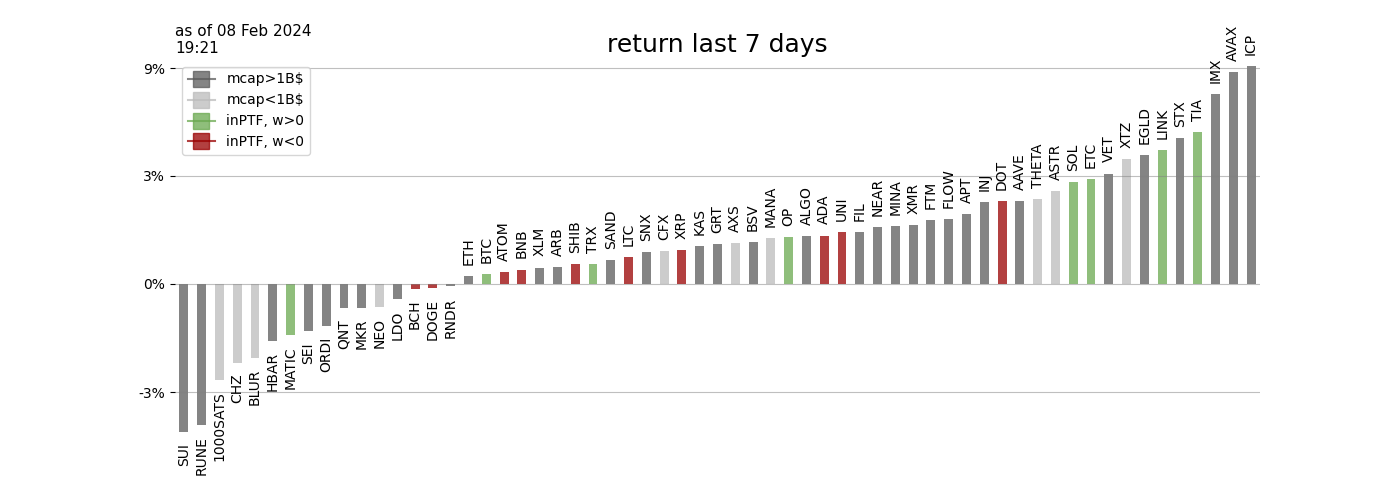 as of 08 Feb 2024
19:21
return last 7 days
mcap>1B$
mcap<1B$
inPTF, w>0
inPTF, w<0
9%
3%
0%
-3%
SUI
RUNE
1000SATS
CHZ
BLUR
HBAR
MATIC
SEI
ORDI
QNT
MKR
NEO
LDO
BCH
DOGE
RNDR
ETH
BTC
ATOM
BNB
XLM
ARB
SHIB
TRX
SAND
LTC
SNX
CFX
XRP
KAS
GRT
AXS
BSV
MANA
OP
ALGO
ADA
UNI
FIL
NEAR
MINA
XMR
FTM
FLOW
APT
INJ
DOT
AAVE
THETA
ASTR
SOL
ETC
VET
XTZ
EGLD
LINK
STX
TIA
IMX
AVAX
ICP